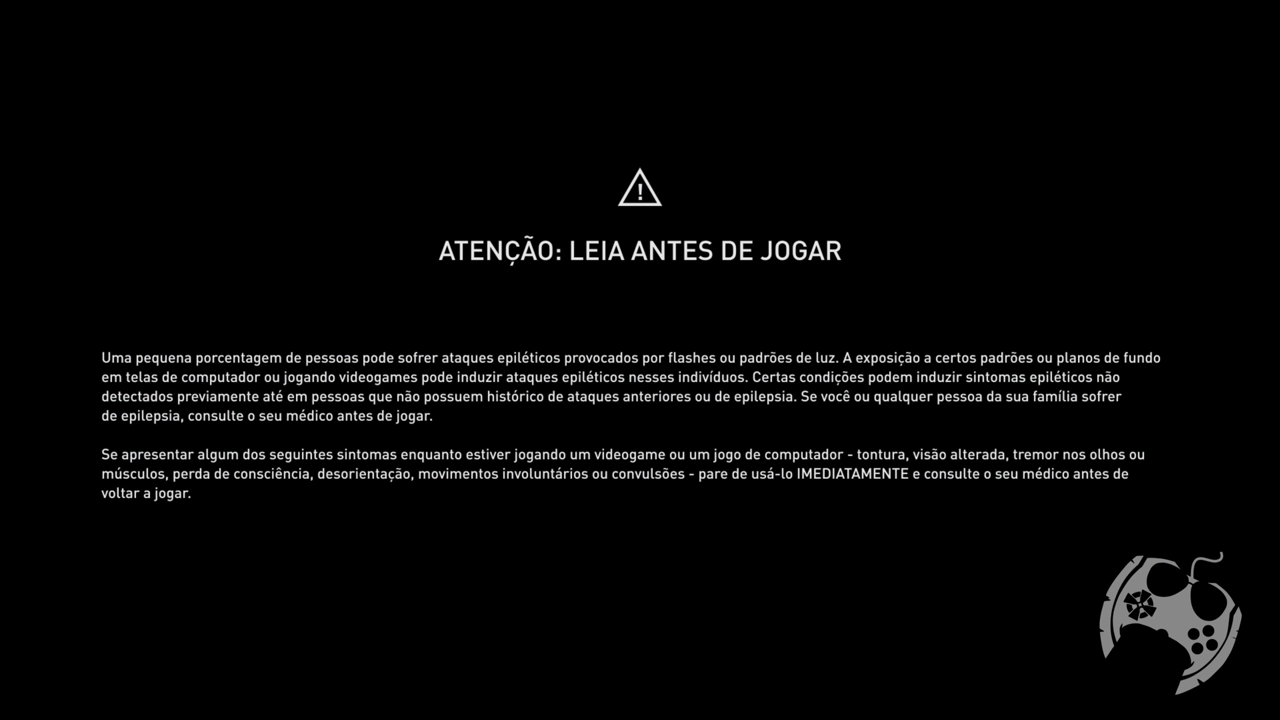 ATENÇÃO: LEIA ANTES DE JOGAR
Uma pequena porcentagem de pessoas pode sofrer ataques epiléticos provocados por flashes ou padrões de luz. A exposição a certos padrões ou planos de fundo
em telas de computador ou jogando videogames pode induzir ataques epiléticos nesses indivíduos. Certas condições podem induzir sintomas epiléticos não
detectados previamente até em pessoas que não possuem histórico de ataques anteriores ou de epilepsia. Se você ou qualquer pessoa da sua família sofrer
de epilepsia, consulte o seu médico antes de jogar.
Se apresentar algum dos seguintes sintomas enquanto estiver jogando um videogame ou um jogo de computador - tontura, visão alterada, tremor nos olhos ou
músculos, perda de consciência, desorientação, movimentos involuntários ou convulsões - pare de usá-lo IMEDIATAMENTE e consulte o seu médico antes de
voltar a jogar.